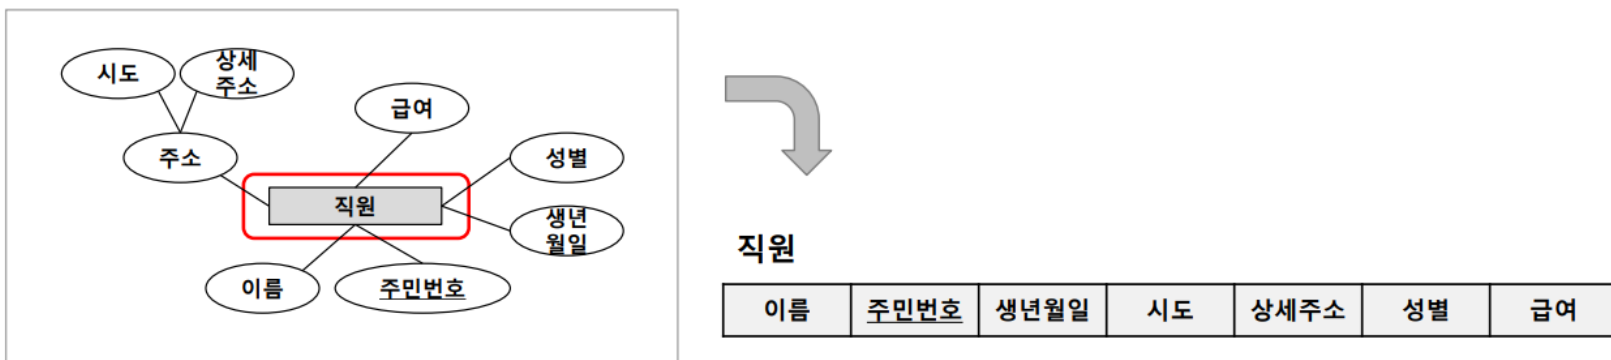 시도
상세
주소
급여
주소
성별
직원
생년
월일
이름
주민번호
직원
이름 주민번호 생년월일 시도 상세주소 성별 급여